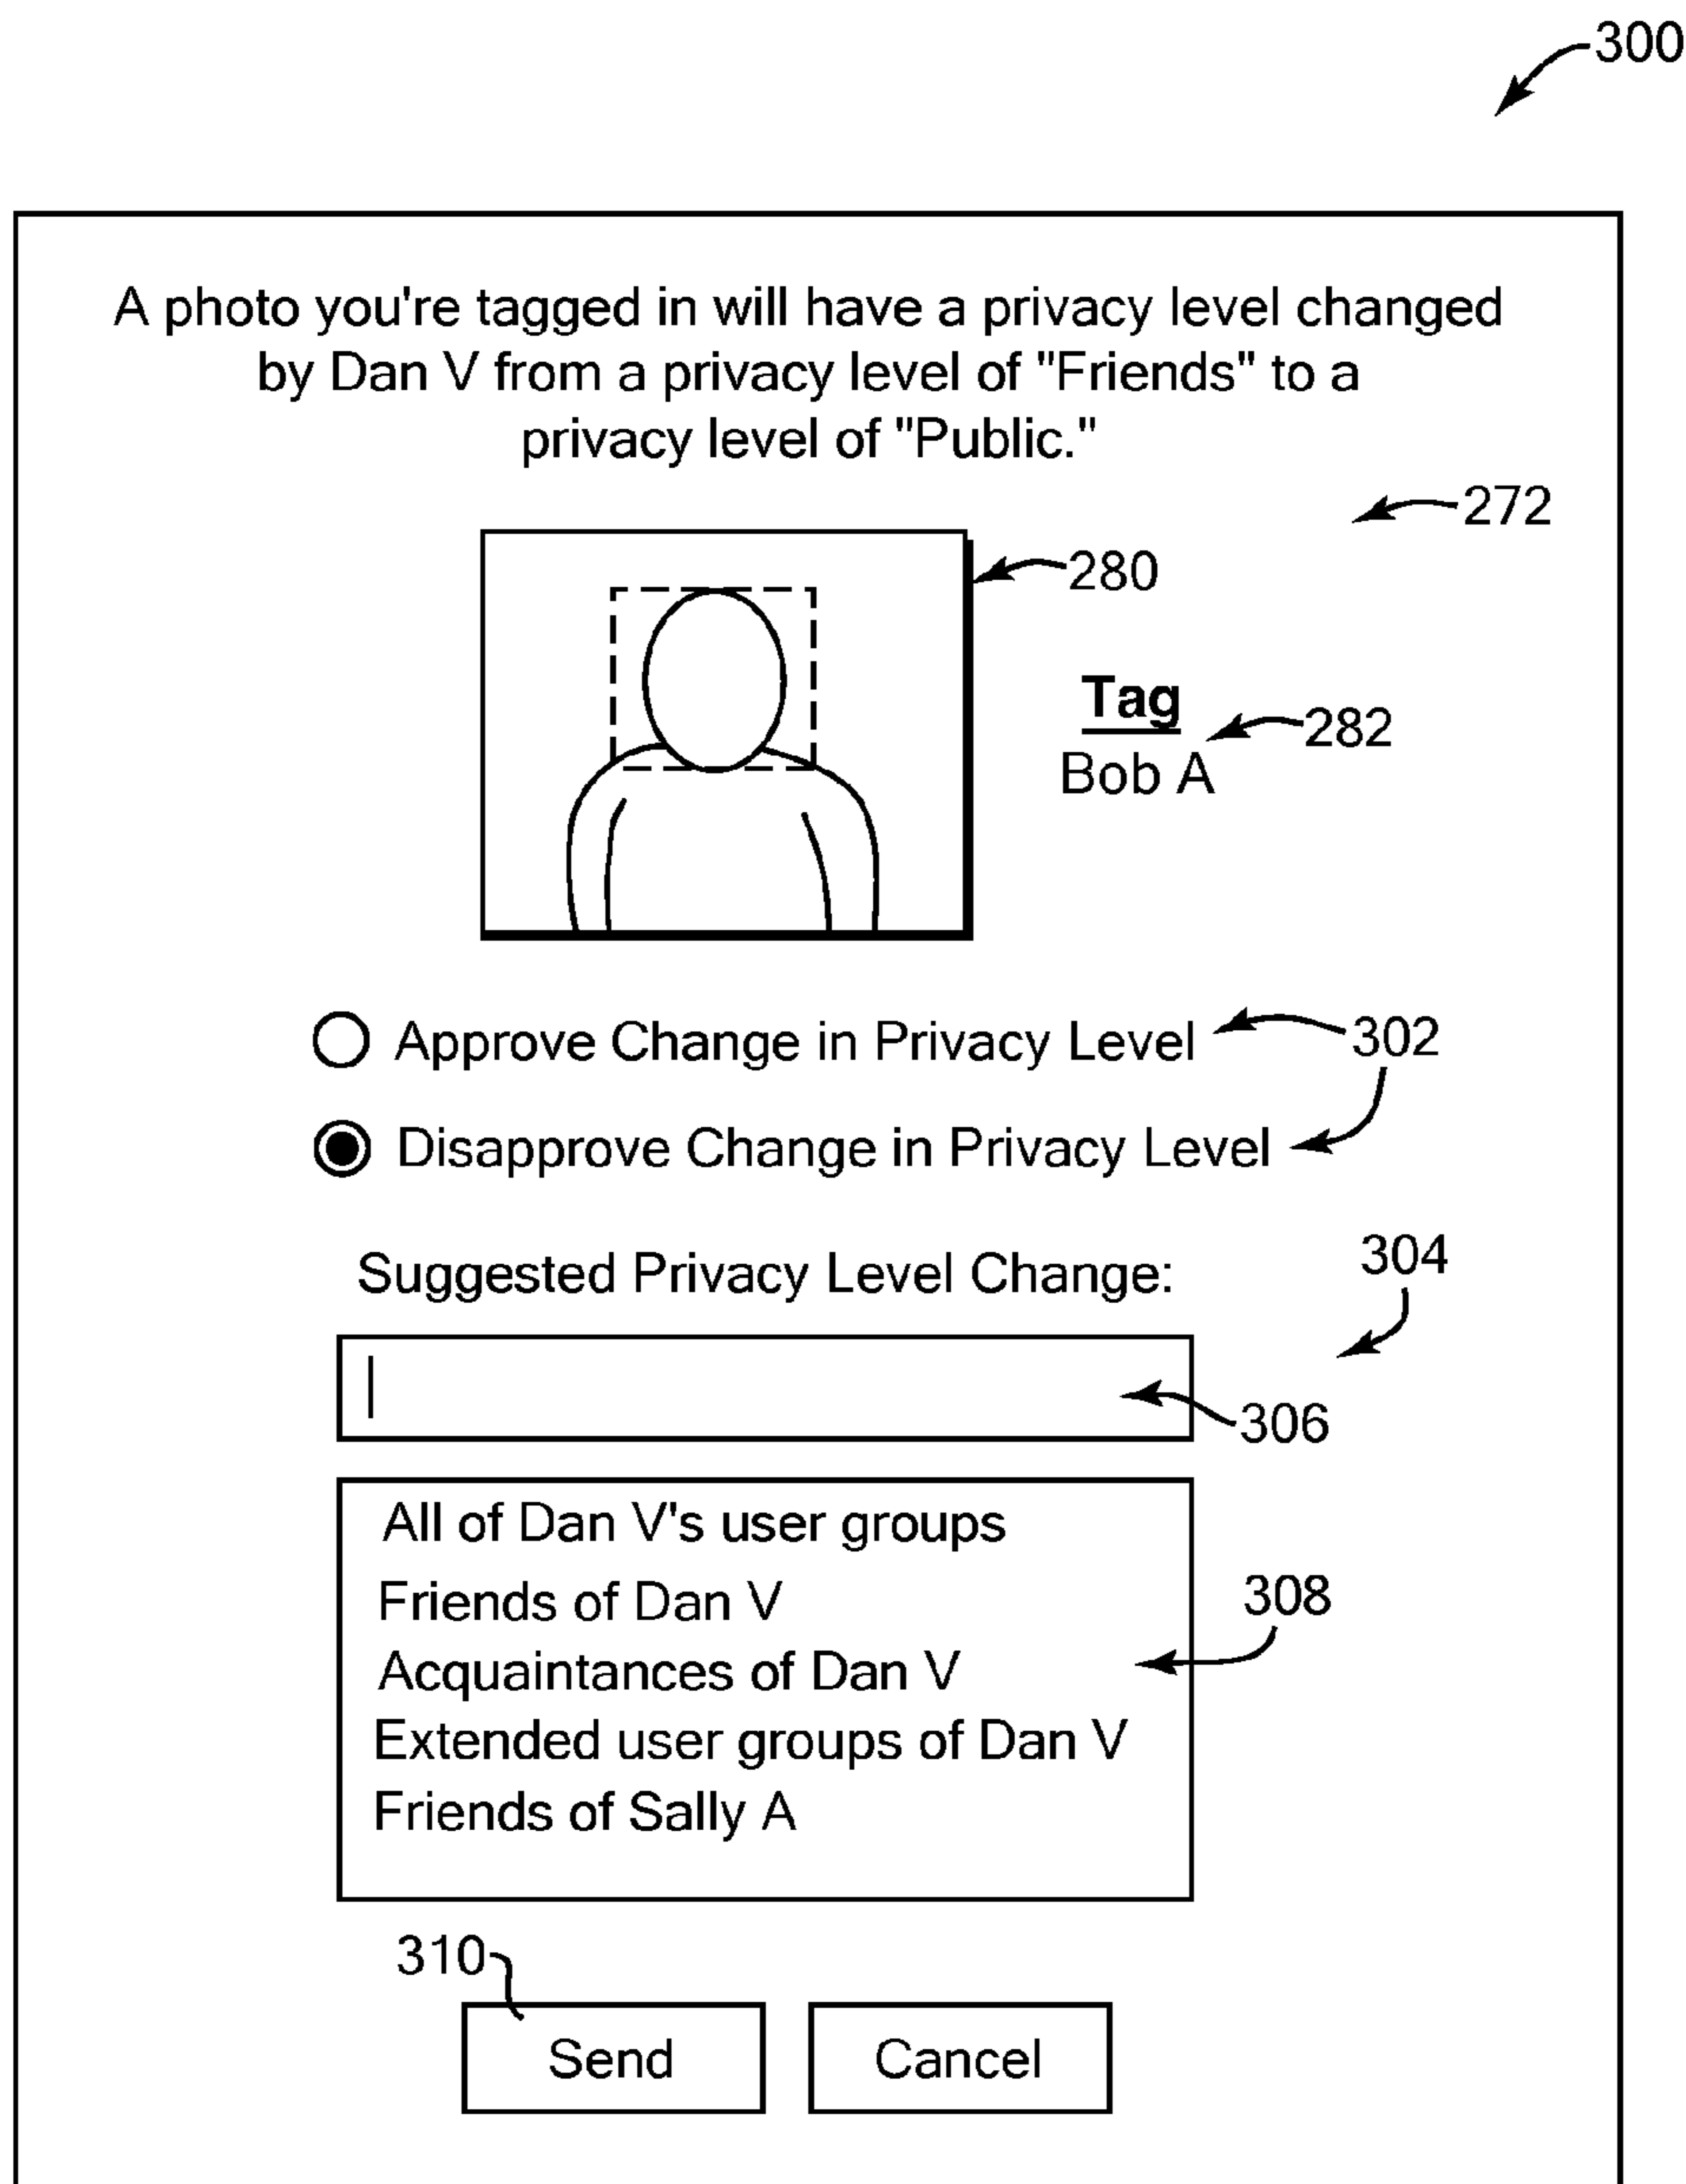 300
A photo you're tagged in will have a privacy level changed
by Dan V from a privacy level of "Friends" to a
privacy level of "Public."
272
280
Tag
282
Bob A
Approve Change in Privacy Level
302
Disapprove Change in Privacy Level
304
Suggested Privacy Level Change:
306
All of Dan V's user groups
Friends of Dan V
308
Acquaintances of Dan V
Extended user groups of Dan V
Friends of Sally A
310
Send
Cancel